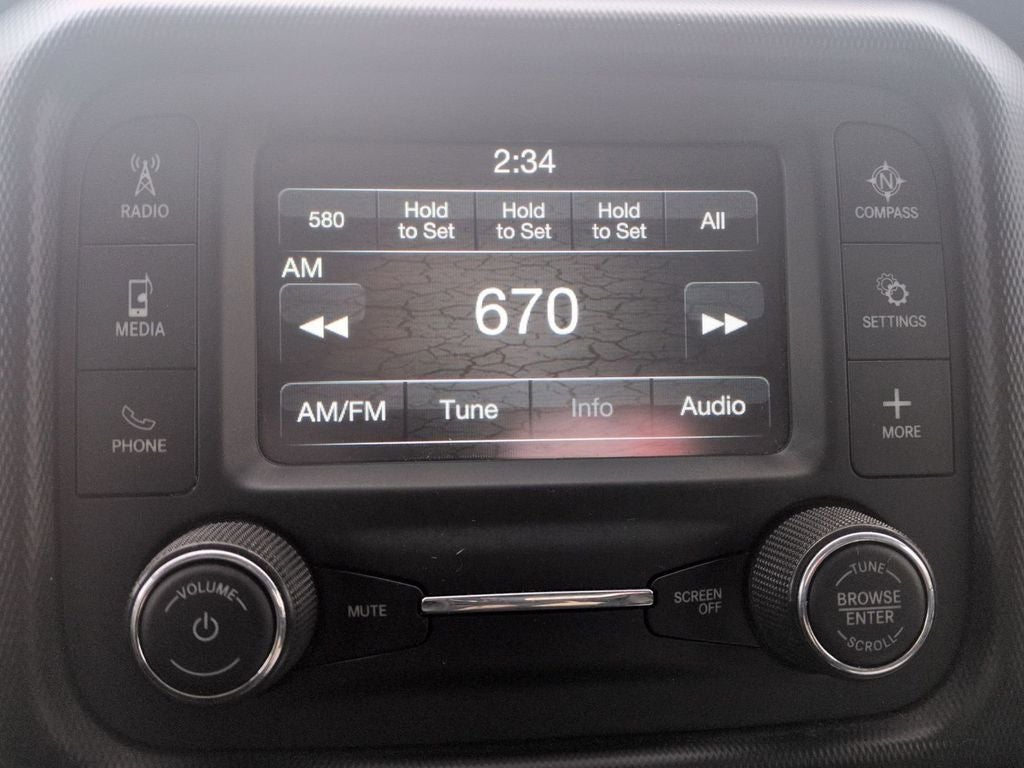 2:34
580
Hold
to Set
Hold
to Set
Hold
to Set
All
AM
670
AM/FM
Tune
Info
Audio
RADIO
MEDIA
PHONE
N
COMPASS
SETTINGS
MORE
VOLUME
MUTE
SCREEN
OFF
TUNE
BROWSE
ENTER
SCROLL